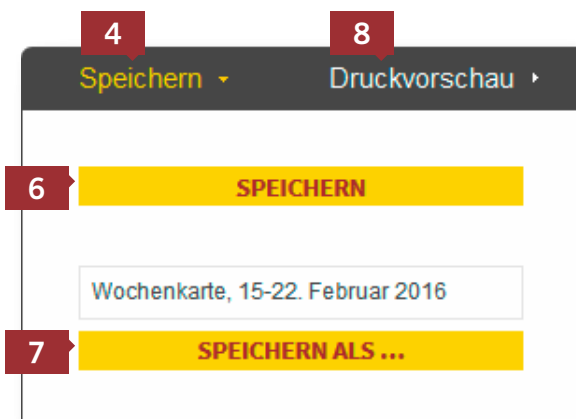 4 8
Speichern Druckvorschau
6 SPEICHERN
Wochenkarte, 15-22. Februar 2016
7 SPEICHERN ALS ...